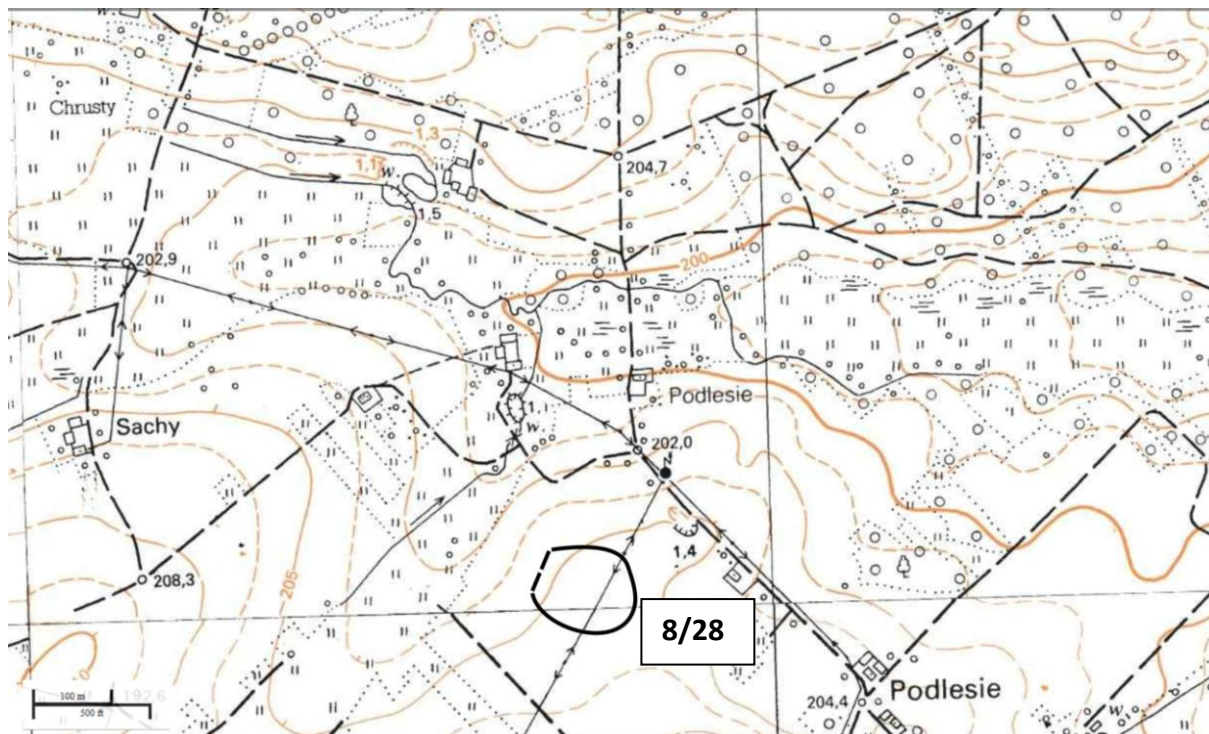 w
Chrusty
1,3
1,1
w
204,7
1,5
202,9
200
Podlesie
1,1
w
Sachy
202,0
1,4
208,3
205
8/28
192,6
100 m
500 ft
Podlesie
204,4
w